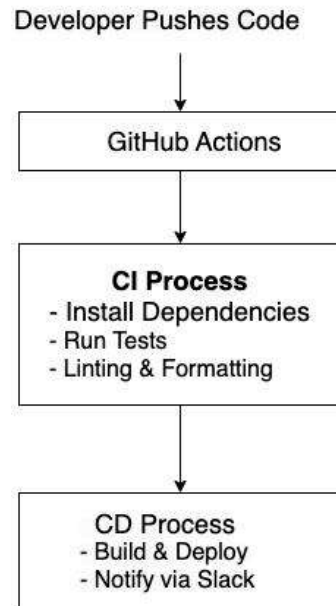 Developer Pushes Code
GitHub Actions
CI Process
- Install Dependencies
- Run Tests
- Linting & Formatting
CD Process
- Build & Deploy
- Notify via Slack